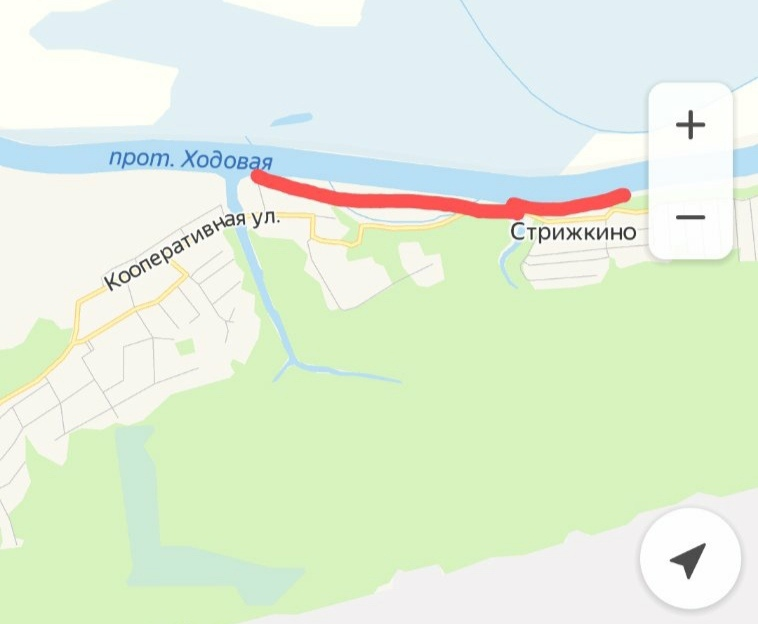 прот. Ходовая
Кооперативная ул.
Стрижкино
+
−